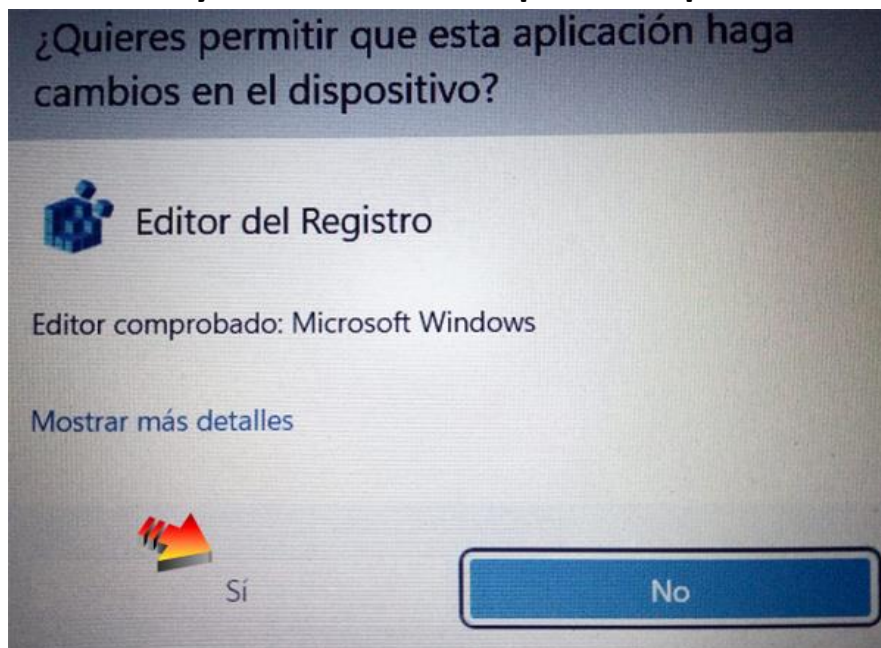 ¿Quieres permitir que esta aplicación haga
cambios en el dispositivo?
Editor del Registro
Editor comprobado: Microsoft Windows
Mostrar más detalles
Sí
No